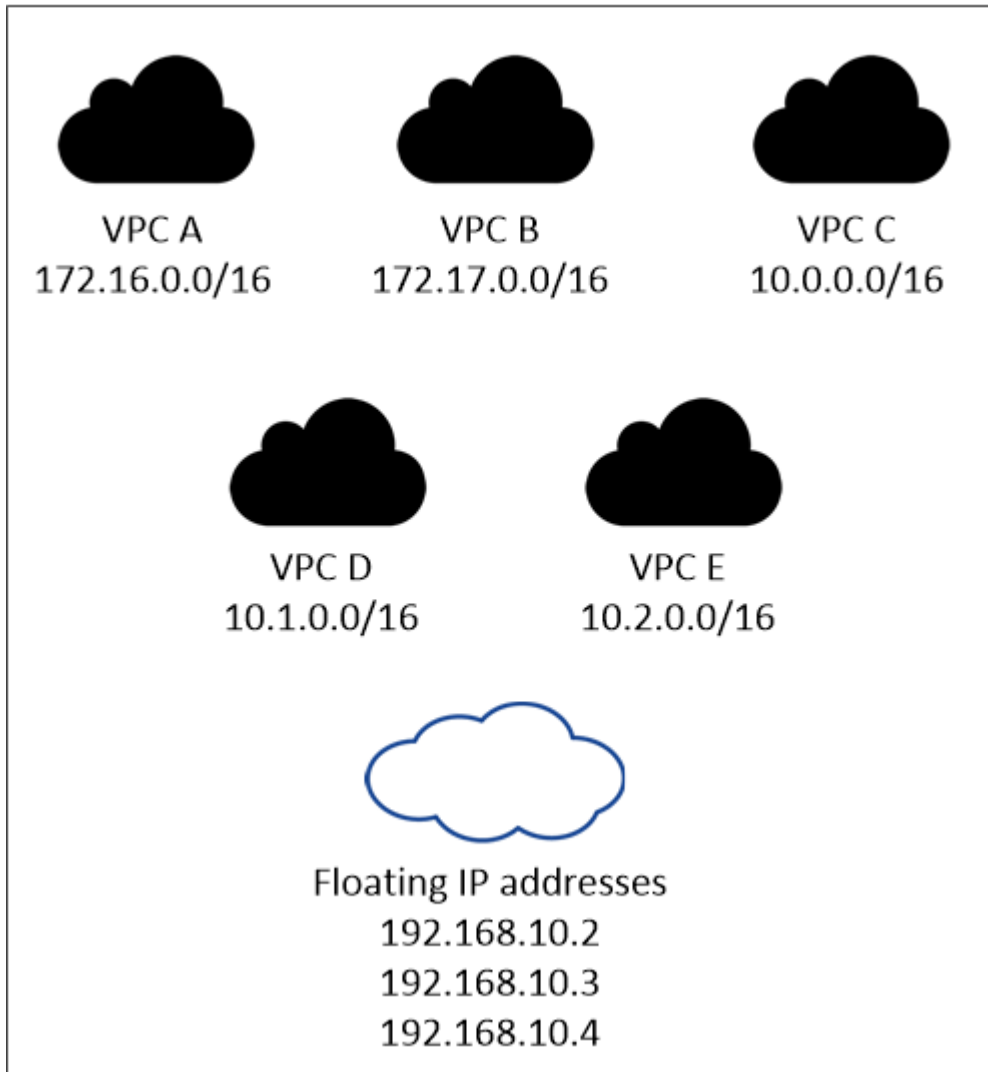 VPC A
172.16.0.0/16
VPC B
172.17.0.0/16
VPC C
10.0.0.0/16
VPC D
10.1.0.0/16
VPC E
10.2.0.0/16
Floating IP addresses
192.168.10.2
192.168.10.3
192.168.10.4